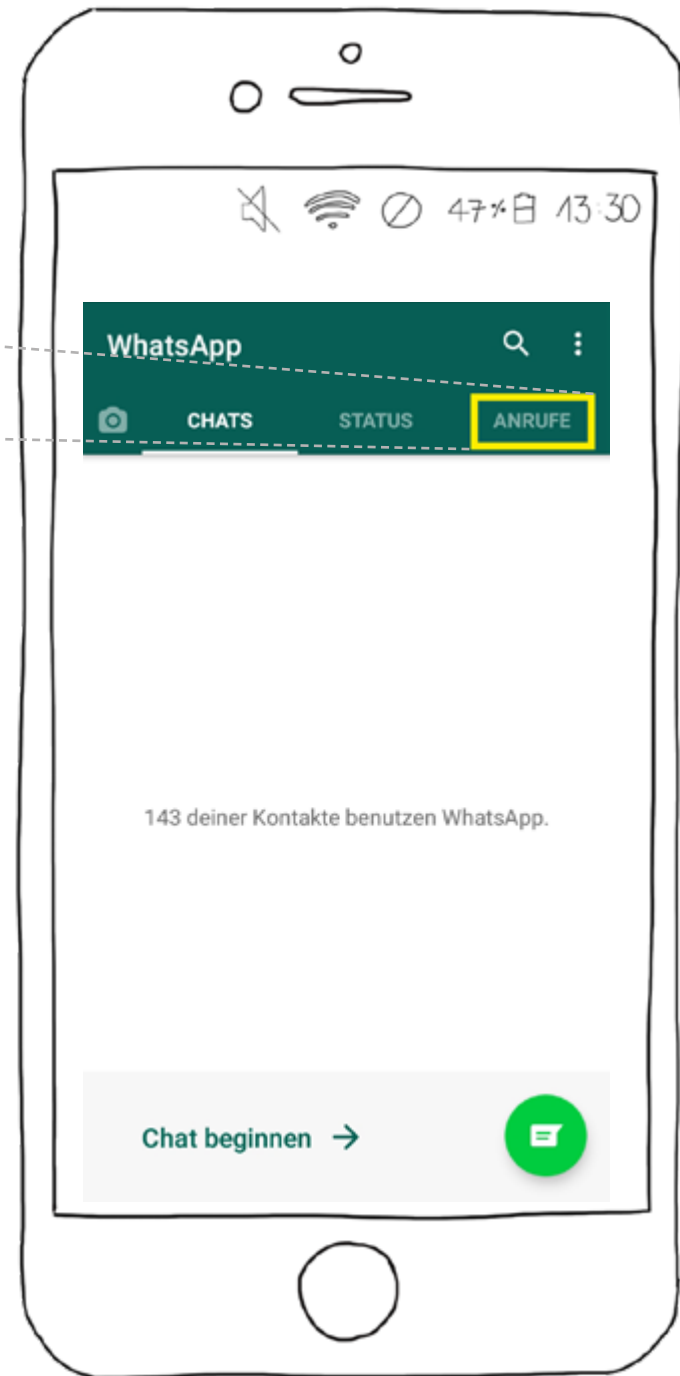 47% 13:30
WhatsApp
CHATS STATUS ANRUFE
143 deiner Kontakte benutzen WhatsApp.
Chat beginnen →